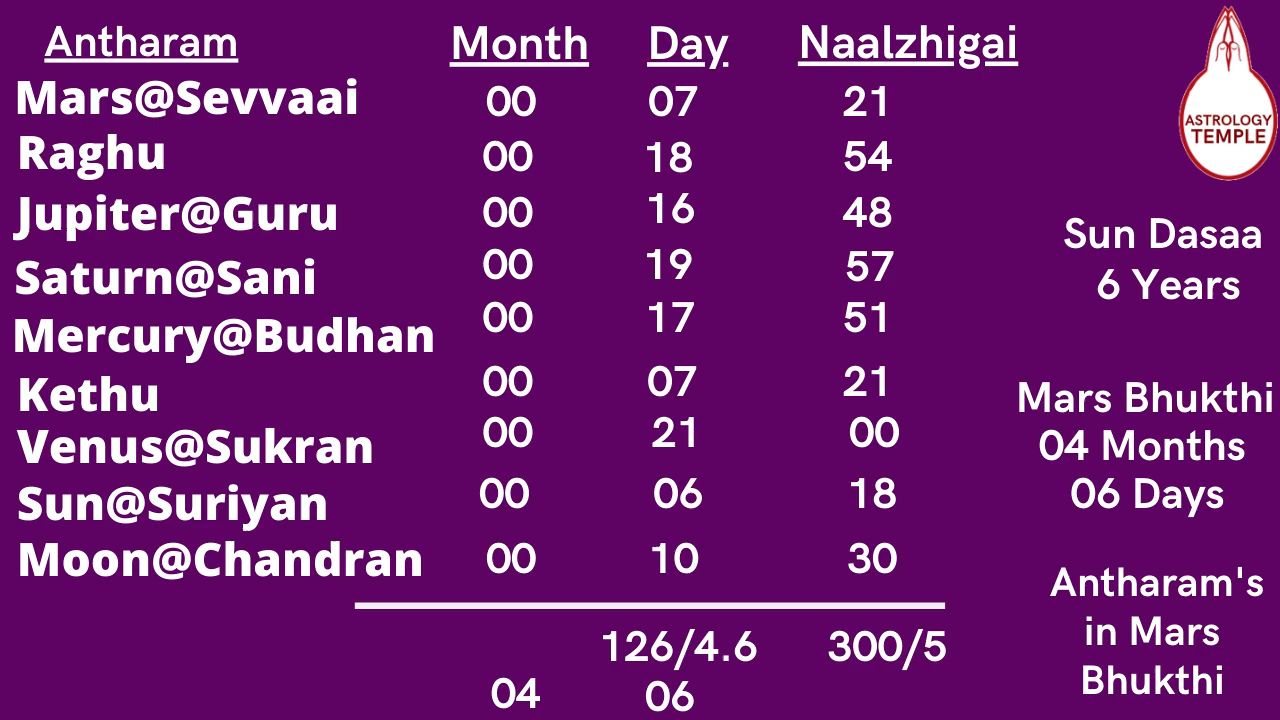 Antharam Month Day Naalzhigai
Mars@Sevvaai 00 07 21
Raghu 00 18 54
Jupiter@Guru 00 16 48
Saturn@Sani 00 19 57
Mercury@Budhan 00 17 51
Kethu 00 07 21
Venus@Sukran 00 21 00
Sun@Suriyan 00 06 18
Moon@Chandran 00 10 30
126/4.6 300/5
04 06
ASTROLOGY
TEMPLE
Sun Dasaa
6 Years
Mars Bhukthi
04 Months
06 Days
Antharam's
in Mars
Bhukthi